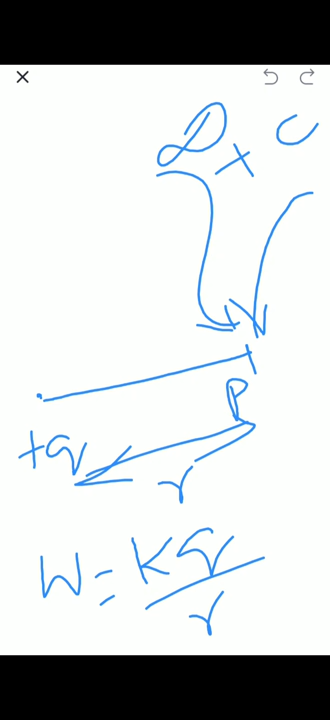 D x C
P
+q
r
W = Kq/r